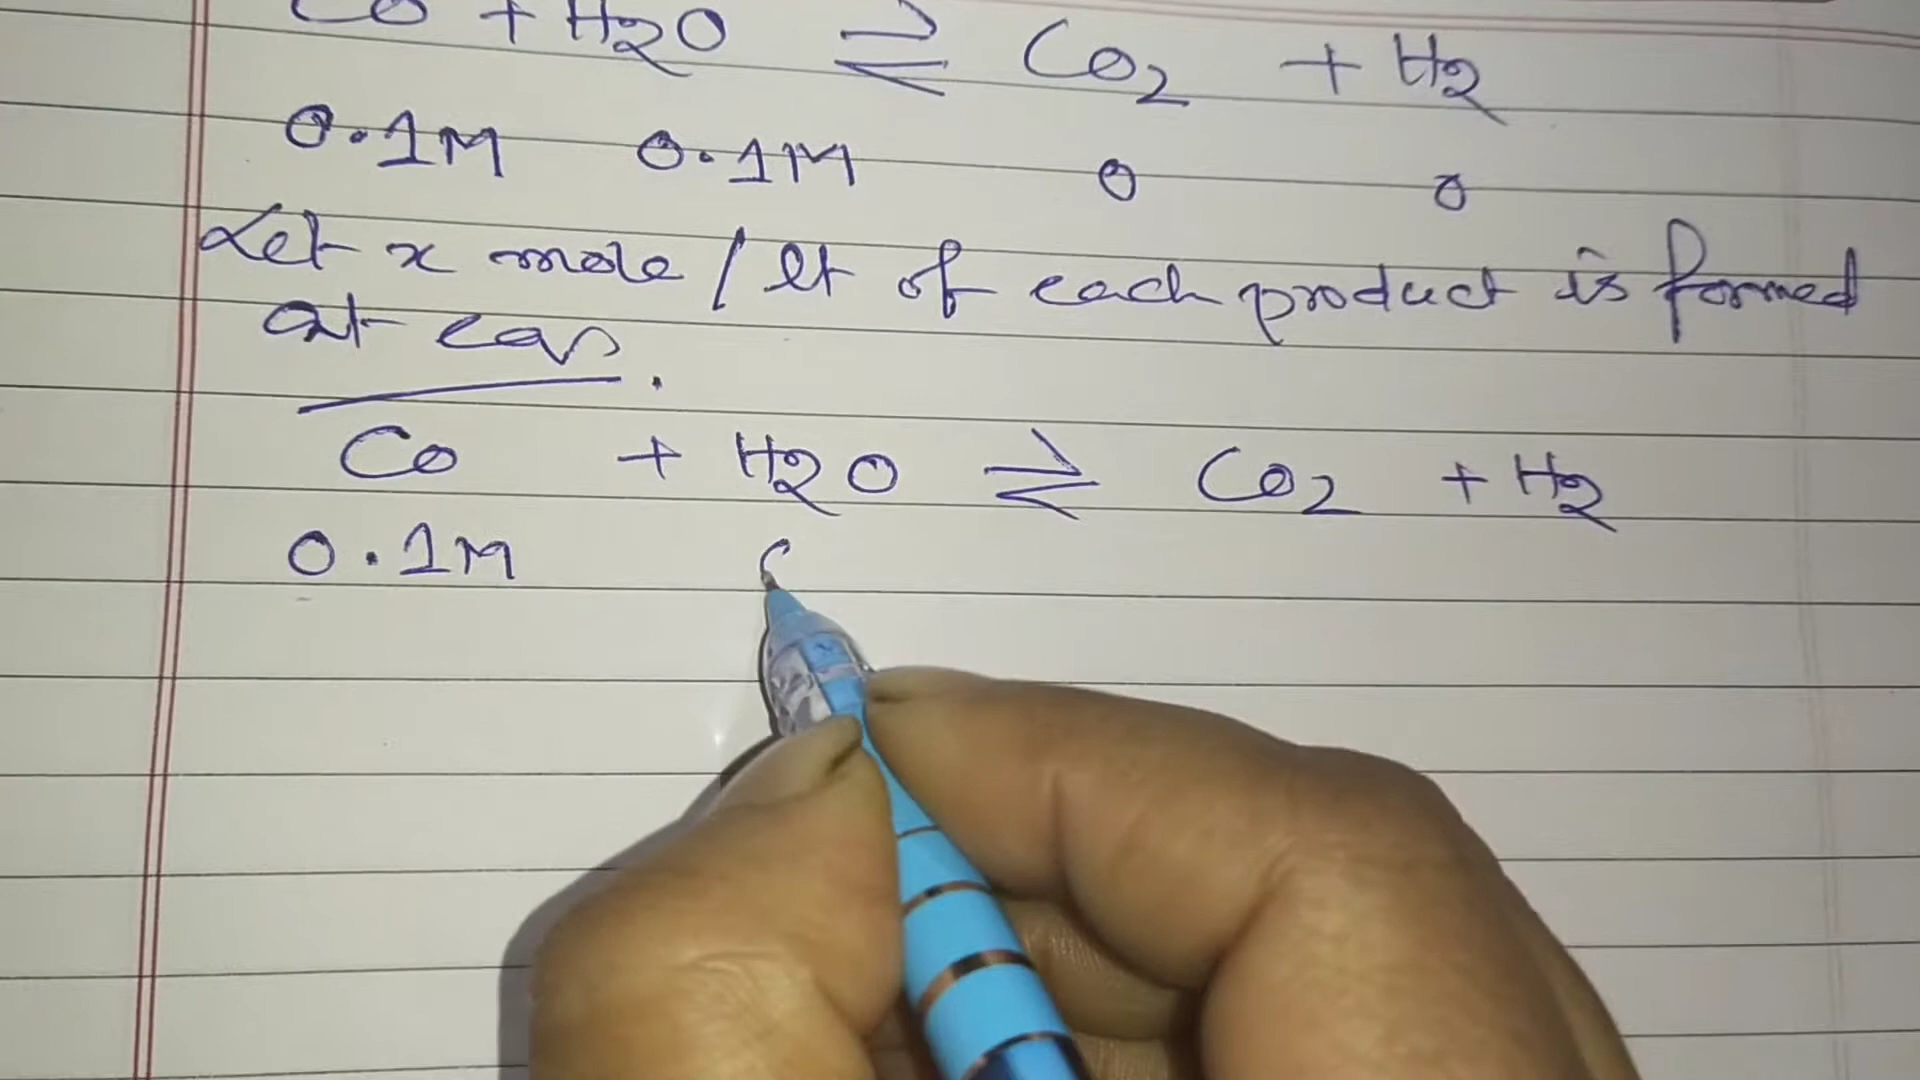 Co + H2O ⇌ Co2 + H2
0.1M 0.1M 0 0
Let x mole / lt of each product is formed
at eqn.
Co + H2O ⇌ Co2 + H2
0.1M